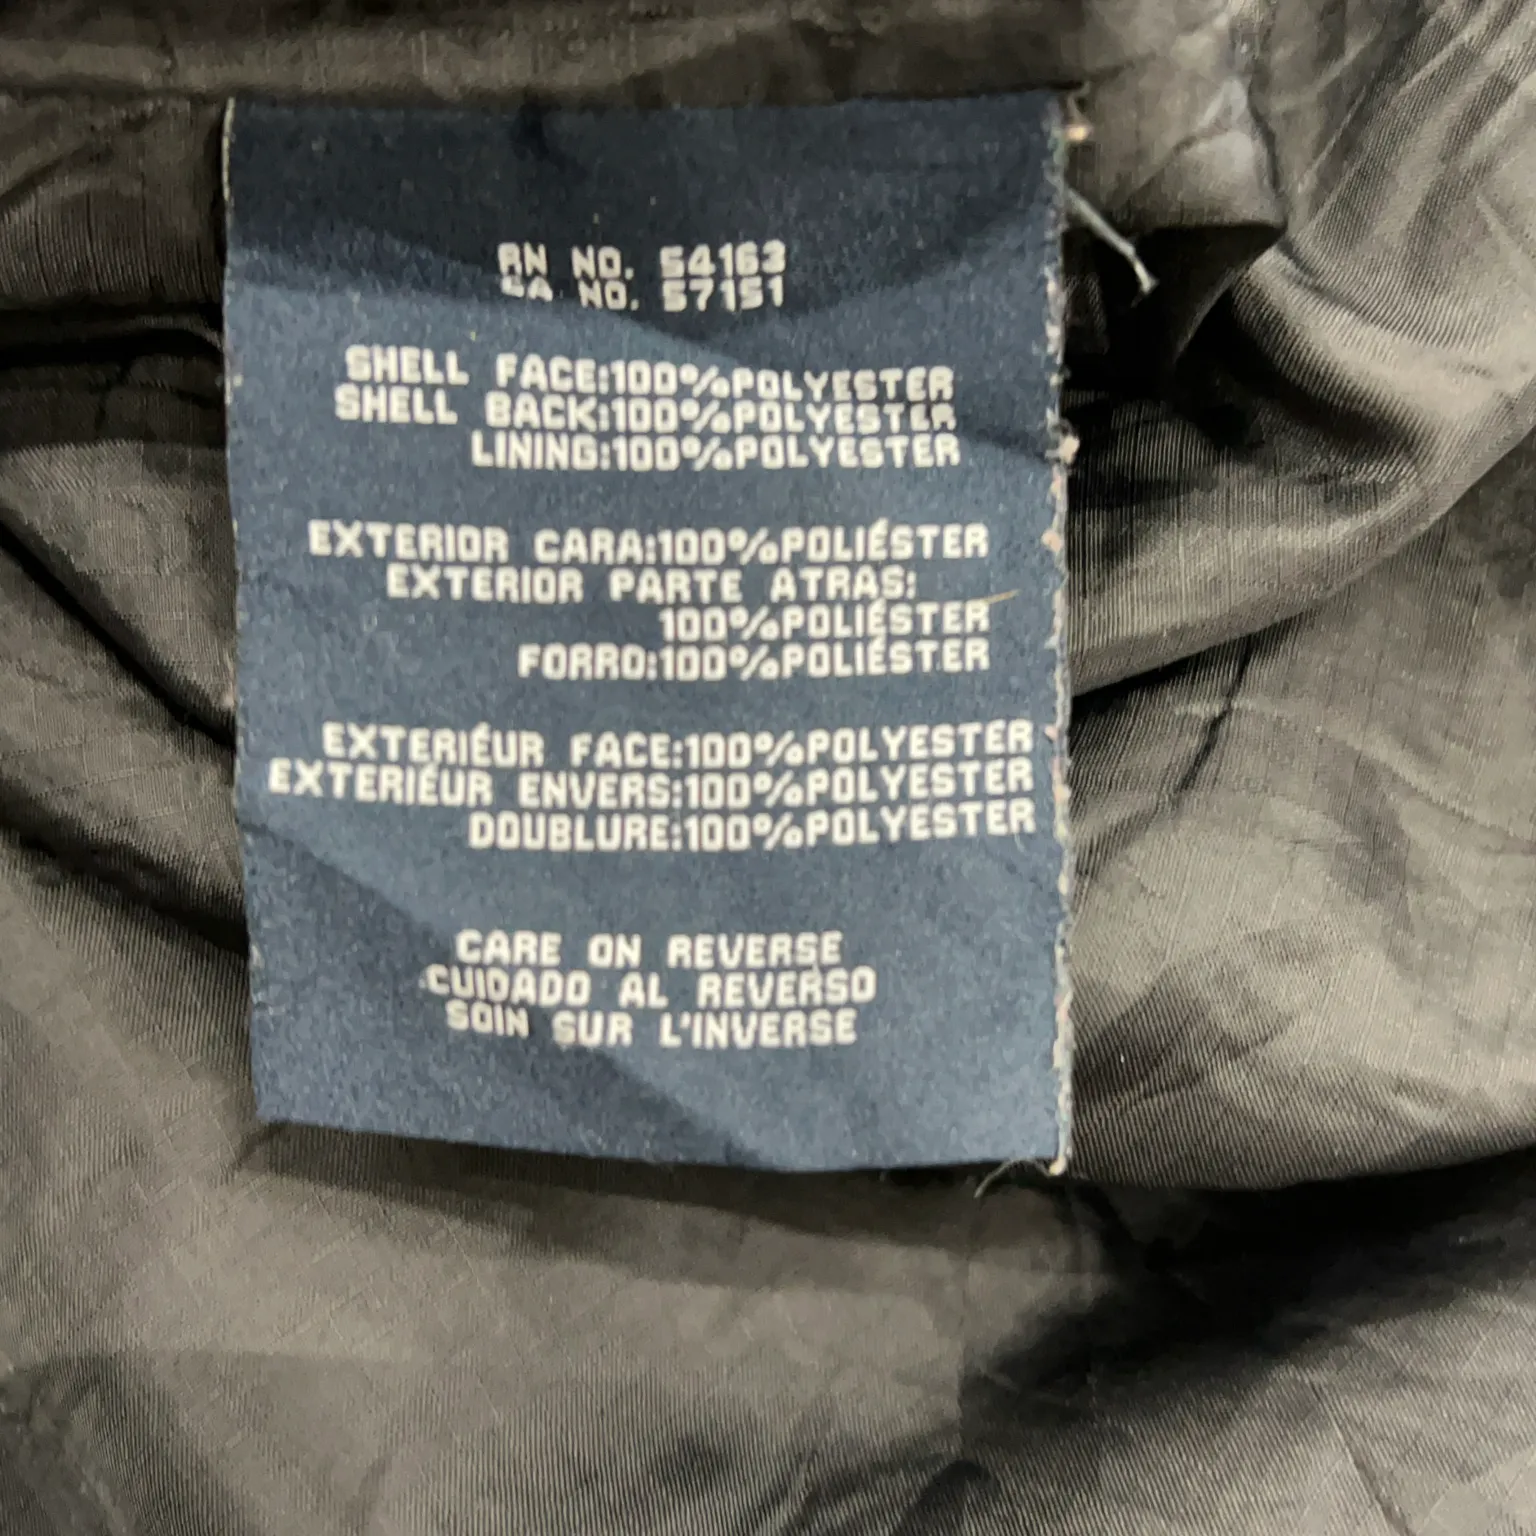 RN NO. 54163
CA NO. 57151
SHELL FACE:100%POLYESTER
SHELL BACK:100%POLYESTER
LINING:100%POLYESTER
EXTERIOR CARA:100%POLIÉSTER
EXTERIOR PARTE ATRAS:
100%POLIÉSTER
FORRO:100%POLIÉSTER
EXTERIÉUR FACE:100%POLYESTER
EXTERIÉUR ENVERS:100%POLYESTER
DOUBLURE:100%POLYESTER
CARE ON REVERSE
CUIDADO AL REVERSO
SOIN SUR L'INVERSE